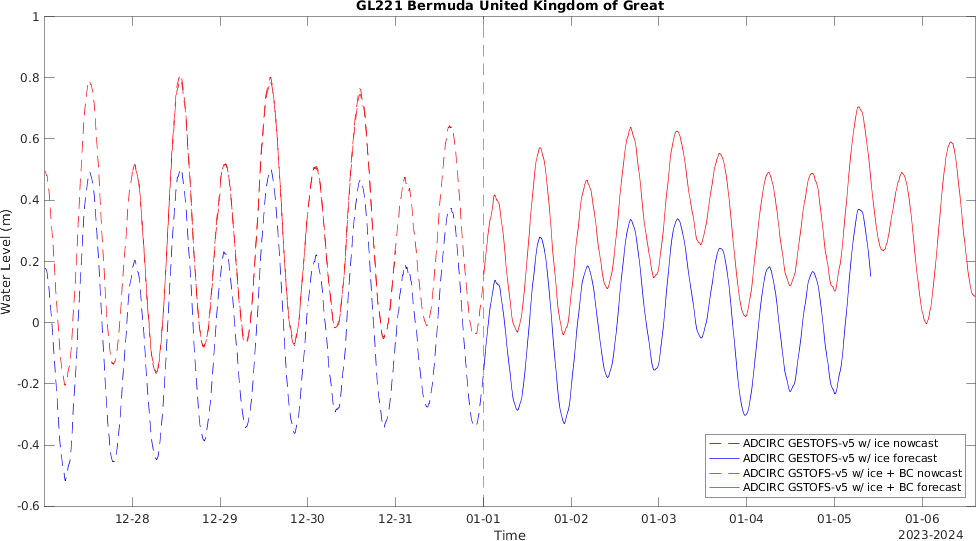 GL221 Bermuda United Kingdom of Great
1
0.8
0.6
0.4
0.2
0
-0.2
-0.4
-0.6
Water Level (m)
12-28 12-29 12-30 12-31 01-01 01-02 01-03 01-04 01-05 01-06
Time
2023-2024
ADCIRC GESTOFS-v5 w/ ice nowcast
ADCIRC GESTOFS-v5 w/ ice forecast
ADCIRC GSTOFS-v5 w/ ice + BC nowcast
ADCIRC GSTOFS-v5 w/ ice + BC forecast